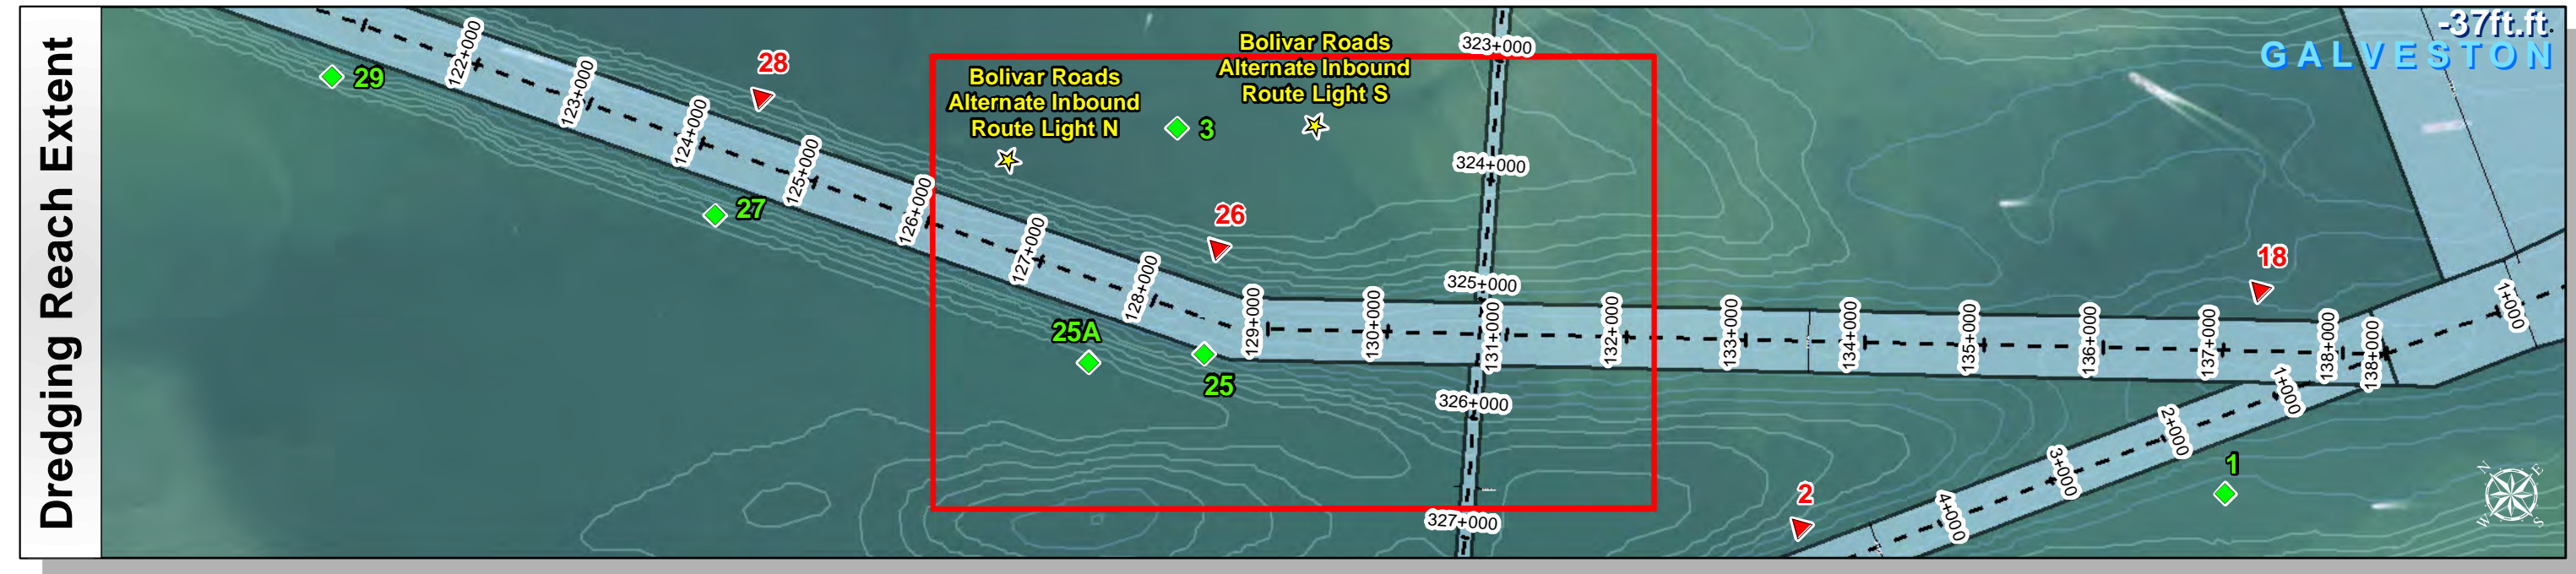 Dredging Reach Extent
-37ft.ft.
GALVESTON
29
122+000
123+000
28
124+000
125+000
27
126+000
Bolivar Roads
Alternate Inbound
Route Light N
3
Bolivar Roads
Alternate Inbound
Route Light S
323+000
324+000
325+000
326+000
327+000
26
127+000
128+000
25A
25
129+000
130+000
131+000
132+000
133+000
134+000
135+000
136+000
137+000
138+000
138+000
18
1+000
1+000
2+000
3+000
4+000
2
1
N
E
S
W